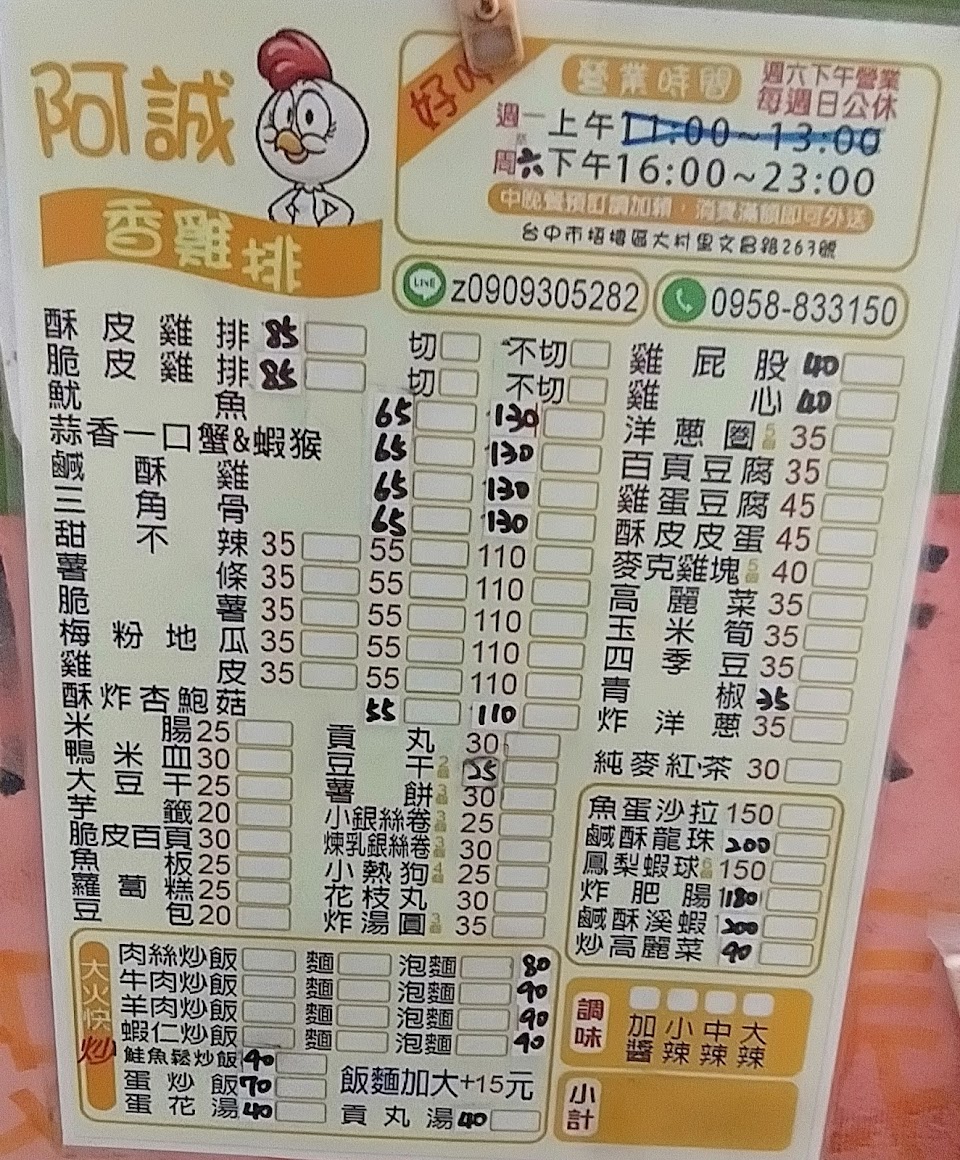 阿誠
香雞排
好吃
營業時間
週六下午營業
每週日公休
週一上午11:00~13:00
周六下午16:00~23:00
中晚餐預訂請加賴,消費滿額即可外送
台中市梧棲區大村里文昌路263號
LINE z0909305282
0958-833150
酥皮雞排 85 切 不切
脆皮雞排 85 切 不切
魷魚 65 130
蒜香一口蟹&蝦猴 65 130
鹹酥雞 65 130
三角骨 65 130
甜不辣 35 55 110
薯條 35 55 110
脆薯 35 55 110
梅粉地瓜 35 55 110
雞皮 35 55 110
酥炸杏鮑菇 55 110
米腸 25
鴨米血 30
大豆干 25
芋籤 20
脆皮百頁 30
魚板 25
蘿蔔糕 25
豆包 20
貢丸 30
豆干 2個 25
薯餅 3個 30
小銀絲卷 3個 25
煉乳銀絲卷 3個 30
小熱狗 4個 25
花枝丸 30
炸湯圓 3個 35
雞屁股 40
雞心 40
洋蔥圈 5個 35
百頁豆腐 35
雞蛋豆腐 45
酥皮皮蛋 45
麥克雞塊 5個 40
高麗菜 35
玉米筍 35
四季豆 35
青椒 35
炸洋蔥 35
純麥紅茶 30
魚蛋沙拉 150
鹹酥龍珠 200
鳳梨蝦球 6個 150
炸肥腸 180
鹹酥溪蝦 200
炒高麗菜 90
大火快炒
肉絲炒飯 麵 泡麵 80
牛肉炒飯 麵 泡麵 90
羊肉炒飯 麵 泡麵 90
蝦仁炒飯 麵 泡麵 90
鮭魚鬆炒飯 90
蛋炒飯 70
飯麵加大+15元
蛋花湯 40
貢丸湯 40
調味
加醬 小辣 中辣 大辣
小計